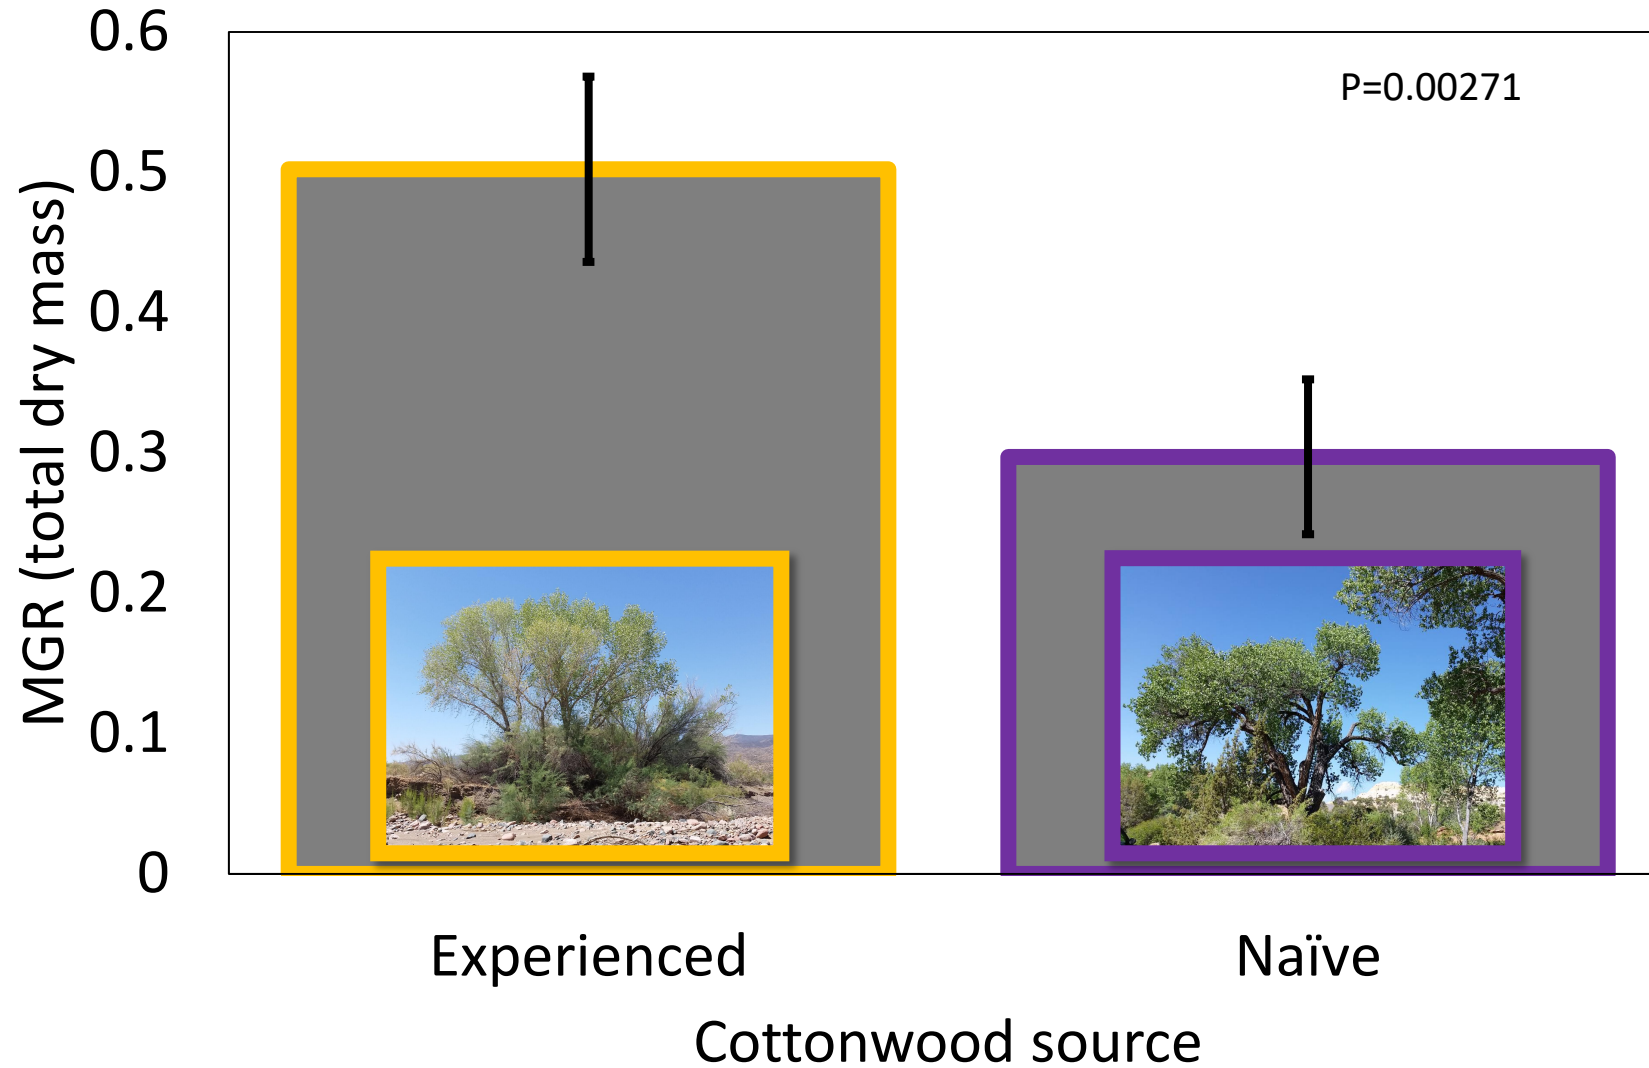 0.6
P=0.00271
0.5
0.4
0.3
0.2
0.1
0
MGR (total dry mass)
Experienced
Naïve
Cottonwood source